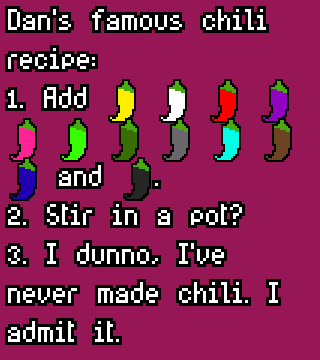 Dan's famous chili
recipe:
1. Add
and .
2. Stir in a pot?
3. I dunno, I've
never made chili. I
admit it.